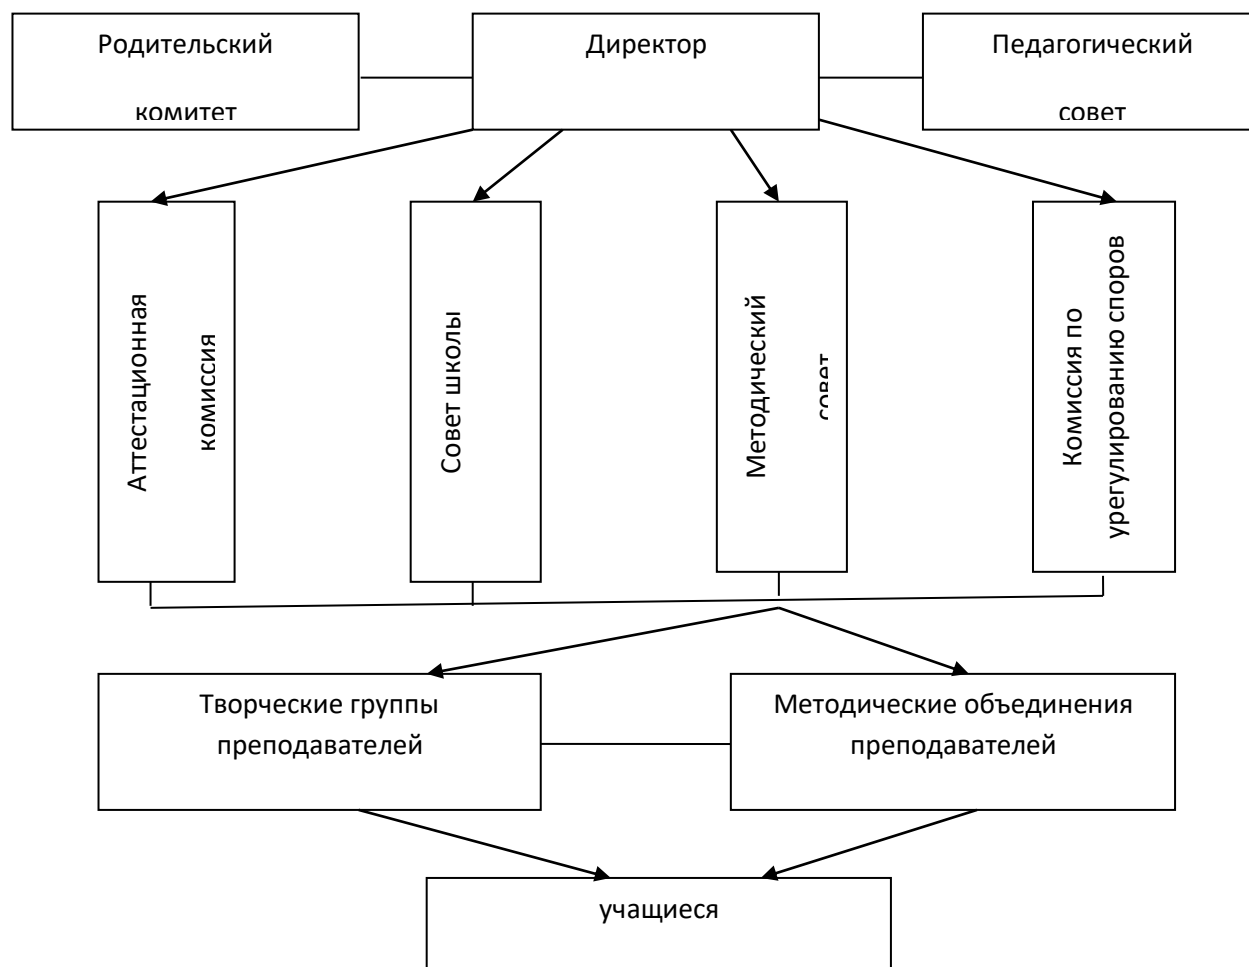 Родительский
комитет
Директор
Педагогический
совет
Аттестационная
комиссия
Совет школы
Методический
совет
Комиссия по
урегулированию споров
Творческие группы
преподавателей
Методические объединения
преподавателей
учащиеся